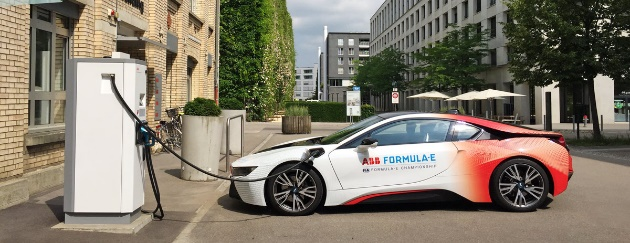 ABB FORMULA-E
FIA FORMULA-E CHAMPIONSHIP